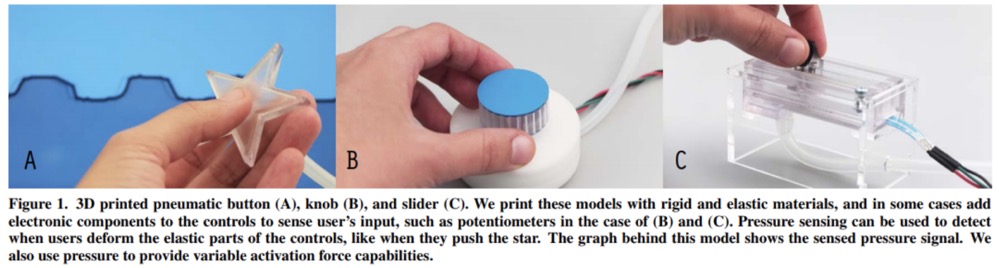 A
B
C
Figure 1. 3D printed pneumatic button (A), knob (B), and slider (C). We print these models with rigid and elastic materials, and in some cases add
electronic components to the controls to sense user's input, such as potentiometers in the case of (B) and (C). Pressure sensing can be used to detect
when users deform the elastic parts of the controls, like when they push the star. The graph behind this model shows the sensed pressure signal. We
also use pressure to provide variable activation force capabilities.